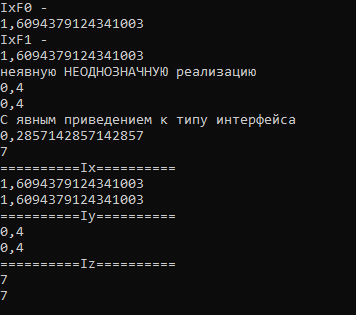 IxF0 -
1,6094379124341003
IxF1 -
1,6094379124341003
неявную НЕОДНОЗНАЧНУЮ реализацию
0,4
0,4
С явным приведением к типу интерфейса
0,2857142857142857
7
==========Ix==========
1,6094379124341003
1,6094379124341003
==========Iy==========
0,4
0,4
==========Iz==========
7
7